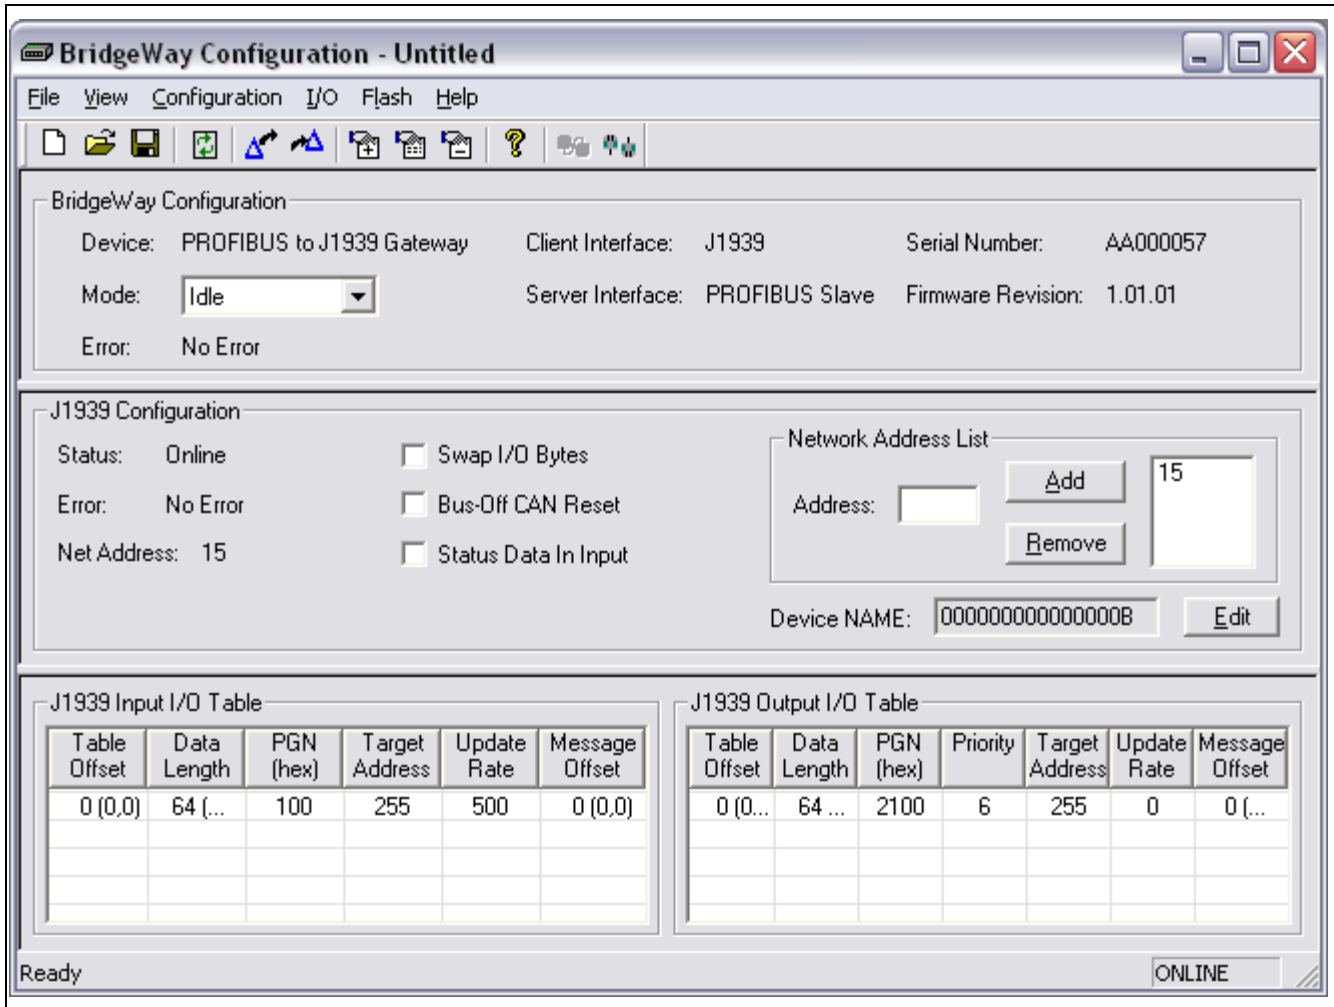 BridgeWay Configuration - Untitled
File View Configuration I/O Flash Help
BridgeWay Configuration
Device: PROFIBUS to J1939 Gateway Client Interface: J1939 Serial Number: AA000057
Mode: Idle Server Interface: PROFIBUS Slave Firmware Revision: 1.01.01
Error: No Error
J1939 Configuration
Status: Online Swap I/O Bytes
Error: No Error Bus-Off CAN Reset
Net Address: 15 Status Data In Input
Network Address List
Address: Add 15
Remove
Device NAME: 000000000000000B Edit
J1939 Input I/O Table
Table Data PGN Target Update Message
Offset Length (hex) Address Rate Offset
0 (0,0) 64 (... 100 255 500 0 (0,0)
J1939 Output I/O Table
Table Data PGN Priority Target Update Message
Offset Length (hex) Address Rate Offset
0 (0... 64 ... 2100 6 255 0 0 (...
Ready ONLINE